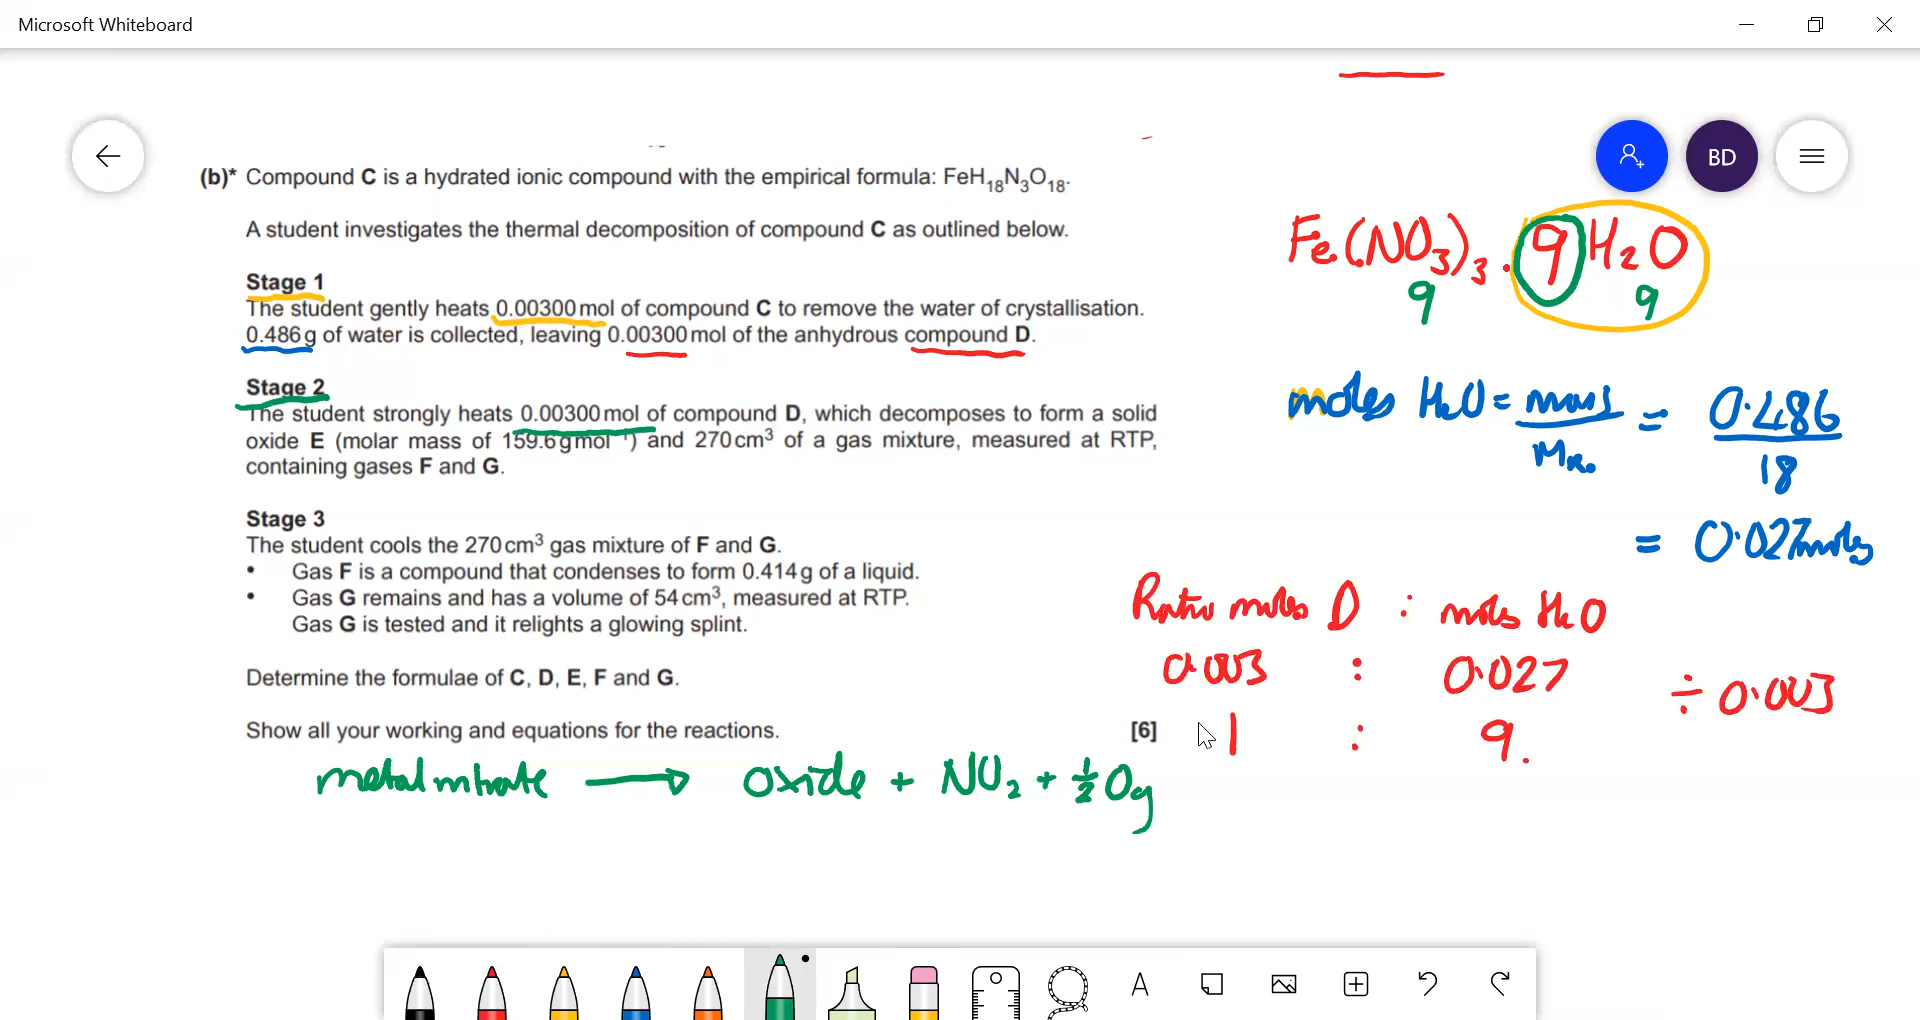 Microsoft Whiteboard
BD
(b)* Compound C is a hydrated ionic compound with the empirical formula: FeH₁₈N₃O₁₈.
A student investigates the thermal decomposition of compound C as outlined below.
Stage 1
The student gently heats 0.00300 mol of compound C to remove the water of crystallisation.
0.486 g of water is collected, leaving 0.00300 mol of the anhydrous compound D.
Stage 2
The student strongly heats 0.00300 mol of compound D, which decomposes to form a solid
oxide E (molar mass of 159.6 g mol⁻¹) and 270 cm³ of a gas mixture, measured at RTP,
containing gases F and G.
Stage 3
The student cools the 270 cm³ gas mixture of F and G.
• Gas F is a compound that condenses to form 0.414 g of a liquid.
• Gas G remains and has a volume of 54 cm³, measured at RTP.
Gas G is tested and it relights a glowing splint.
Determine the formulae of C, D, E, F and G.
Show all your working and equations for the reactions. [6]
metal nitrate → oxide + NO₂ + ½ O₂
Fe(NO₃)₃ . 9 H₂O
9 9
moles H₂O = mass / Mr. = 0.486 / 18
= 0.027 moles
Ratio moles D : moles H₂O
0.003 : 0.027 ÷ 0.003
1 : 9.
A